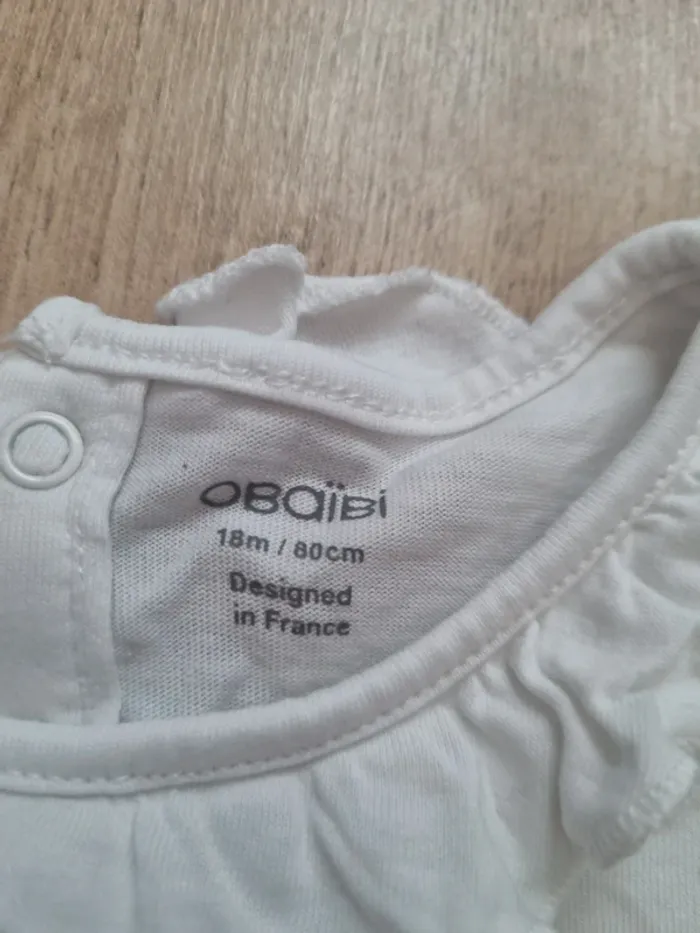 OBaïBi
18m / 80cm
Designed
in France